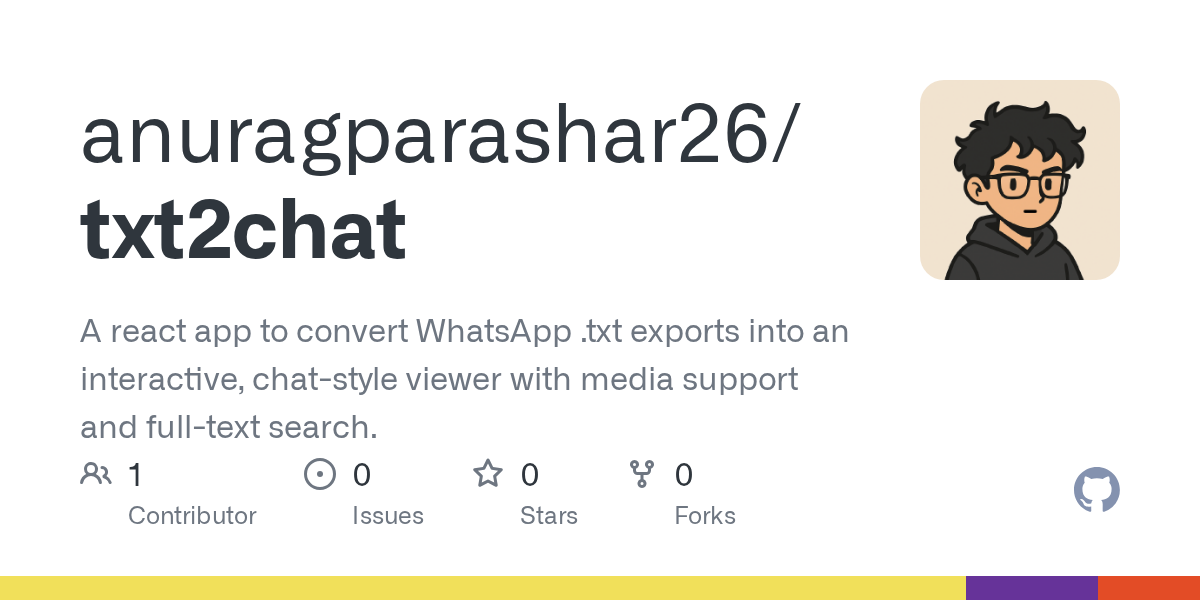 anuragparashar26/
txt2chat
A react app to convert WhatsApp .txt exports into an
interactive, chat-style viewer with media support
and full-text search.
1 0 0 0
Contributor Issues Stars Forks